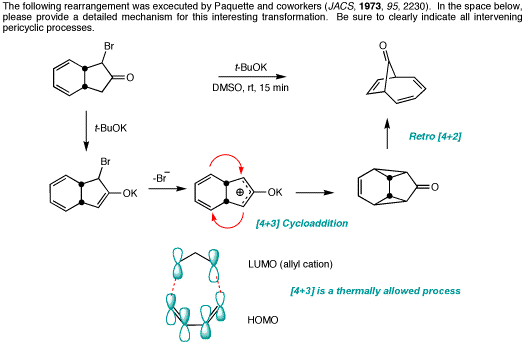 The following rearrangement was excecuted by Paquette and coworkers (JACS, 1973, 95, 2230). In the space below,
please provide a detailed mechanism for this interesting transformation. Be sure to clearly indicate all intervening
pericyclic processes.
Br
O
t-BuOK
DMSO, rt, 15 min
O
t-BuOK
Retro [4+2]
Br
OK
-Br−
⊕
OK
O
[4+3] Cycloaddition
LUMO (allyl cation)
[4+3] is a thermally allowed process
HOMO